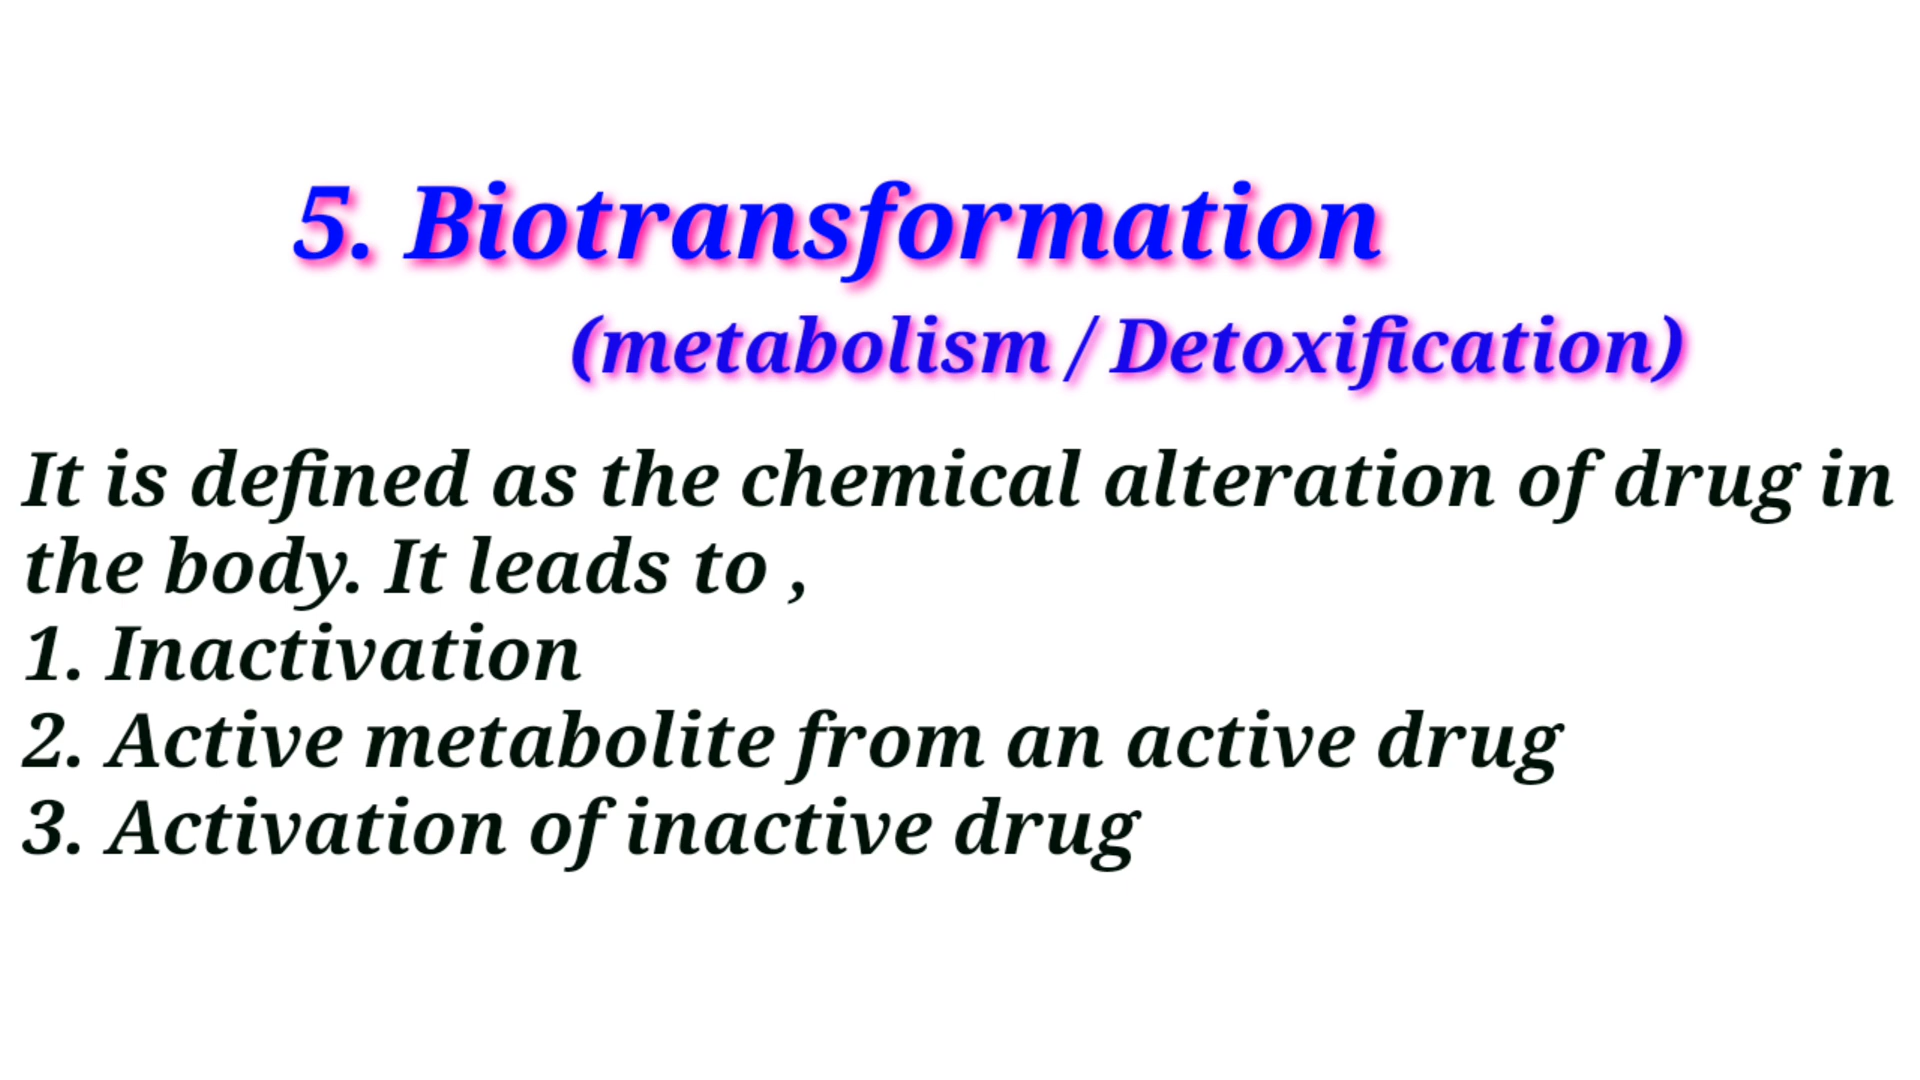 5. Biotransformation
(metabolism / Detoxification)
It is defined as the chemical alteration of drug in
the body. It leads to ,
1. Inactivation
2. Active metabolite from an active drug
3. Activation of inactive drug